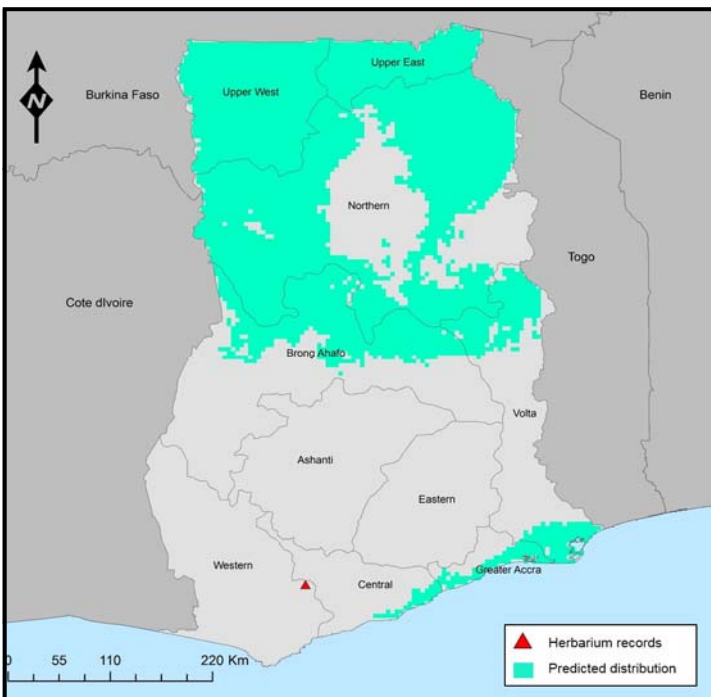 Upper East
Burkina Faso
Upper West
Benin
N
Northern
Togo
Cote dIvoire
Brong Ahafo
Volta
Ashanti
Eastern
Western
Central
Greater Accra
Herbarium records
Predicted distribution
0 55 110 220 Km